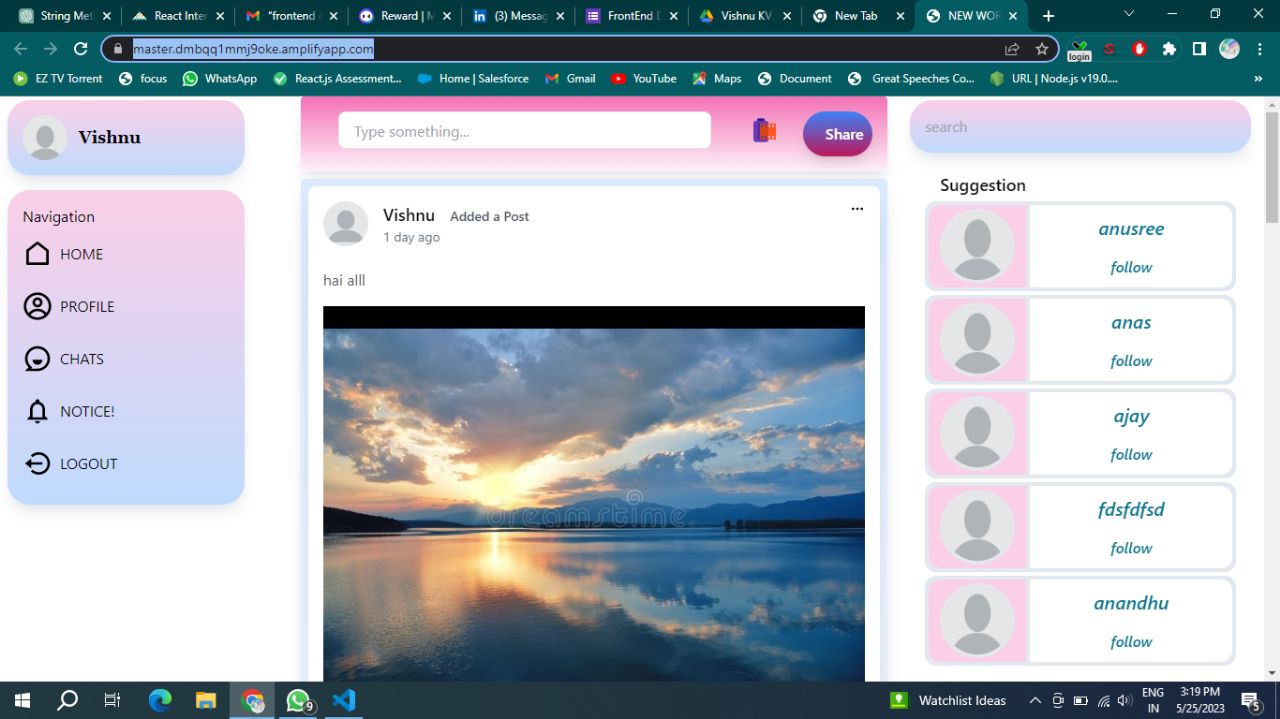 String Met
React Inter
"frontend d
Reward | M
(3) Messag
FrontEnd D
Vishnu KV.
New Tab
NEW WOR
master.dmbqq1mmj9oke.amplifyapp.com
login
EZ TV Torrent
focus
WhatsApp
React.js Assessment...
Home | Salesforce
Gmail
YouTube
Maps
Document
Great Speeches Co...
URL | Node.js v19.0....
Vishnu
Type something...
Share
search
Navigation
HOME
PROFILE
CHATS
NOTICE!
LOGOUT
Vishnu Added a Post
1 day ago
hai alll
dreamstime
Suggestion
anusree
follow
anas
follow
ajay
follow
fdsfdfsd
follow
anandhu
follow
9
Watchlist Ideas
ENG
IN
3:19 PM
5/25/2023
5